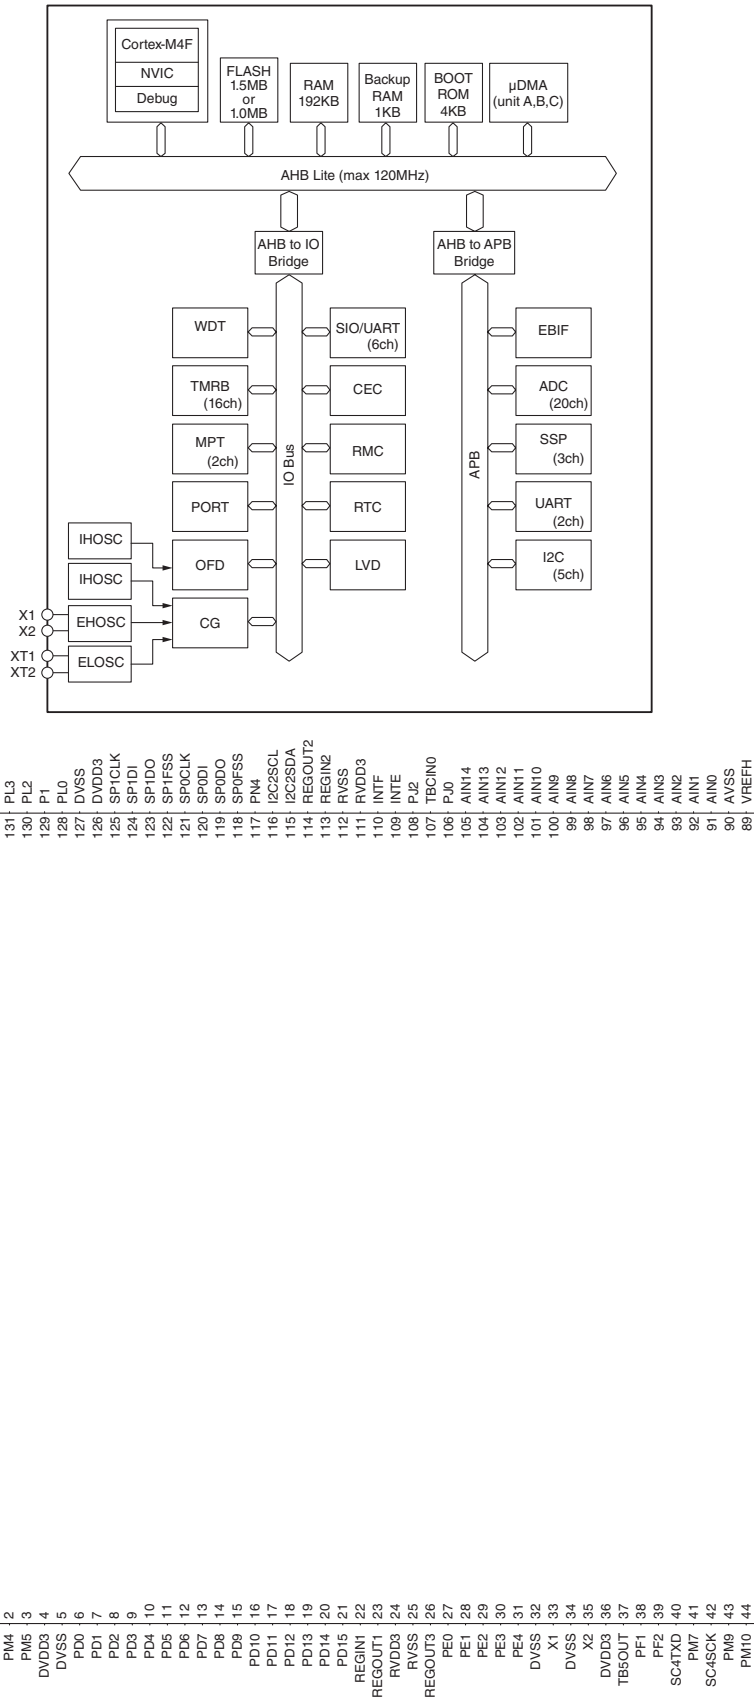 Cortex-M4F
NVIC
Debug
FLASH
1.5MB
or
1.0MB
RAM
192KB
Backup
RAM
1KB
BOOT
ROM
4KB
µDMA
(unit A,B,C)
AHB Lite (max 120MHz)
AHB to IO
Bridge
AHB to APB
Bridge
WDT
SIO/UART
(6ch)
EBIF
TMRB
(16ch)
CEC
ADC
(20ch)
MPT
(2ch)
IO Bus
RMC
APB
SSP
(3ch)
PORT
RTC
UART
(2ch)
IHOSC
OFD
LVD
I2C
(5ch)
IHOSC
X1
X2
EHOSC
CG
XT1
XT2
ELOSC
131 PL3
130 PL2
129 P1
128 PL0
127 DVSS
126 DVDD3
125 SP1CLK
124 SP1DI
123 SP1DO
122 SP1FSS
121 SP0CLK
120 SP0DI
119 SP0DO
118 SP0FSS
117 PN4
116 I2C2SCL
115 I2C2SDA
114 REGOUT2
113 REGIN2
112 RVSS
111 RVDD3
110 INTF
109 INTE
108 PJ2
107 TBCIN0
106 PJ0
105 AIN14
104 AIN13
103 AIN12
102 AIN11
101 AIN10
100 AIN9
99 AIN8
98 AIN7
97 AIN6
96 AIN5
95 AIN4
94 AIN3
93 AIN2
92 AIN1
91 AIN0
90 AVSS
89 VREFH
PM4 2
PM5 3
DVDD3 4
DVSS 5
PD0 6
PD1 7
PD2 8
PD3 9
PD4 10
PD5 11
PD6 12
PD7 13
PD8 14
PD9 15
PD10 16
PD11 17
PD12 18
PD13 19
PD14 20
PD15 21
REGIN1 22
REGOUT1 23
RVDD3 24
RVSS 25
REGOUT3 26
PE0 27
PE1 28
PE2 29
PE3 30
PE4 31
DVSS 32
X1 33
DVSS 34
X2 35
DVDD3 36
TB5OUT 37
PF1 38
PF2 39
SC4TXD 40
PM7 41
SC4SCK 42
PM9 43
PM10 44